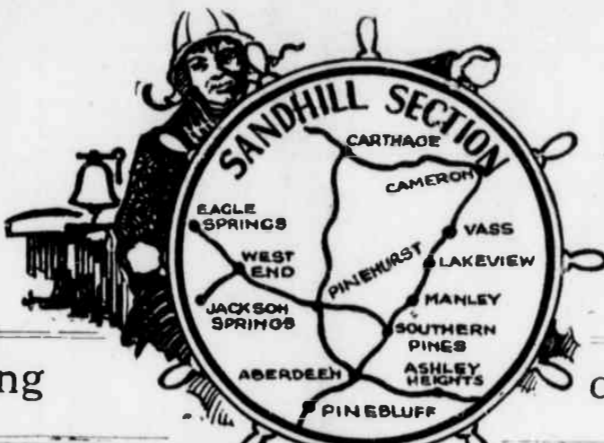 SANDHILL SECTION
CARTHAGE
CAMERON
EAGLE
SPRINGS
VASS
WEST
END
PINEHURST
LAKEVIEW
JACKSON
SPRINGS
MANLEY
SOUTHERN
PINES
ABERDEEN
ASHLEY
HEIGHTS
PINEBLUFF